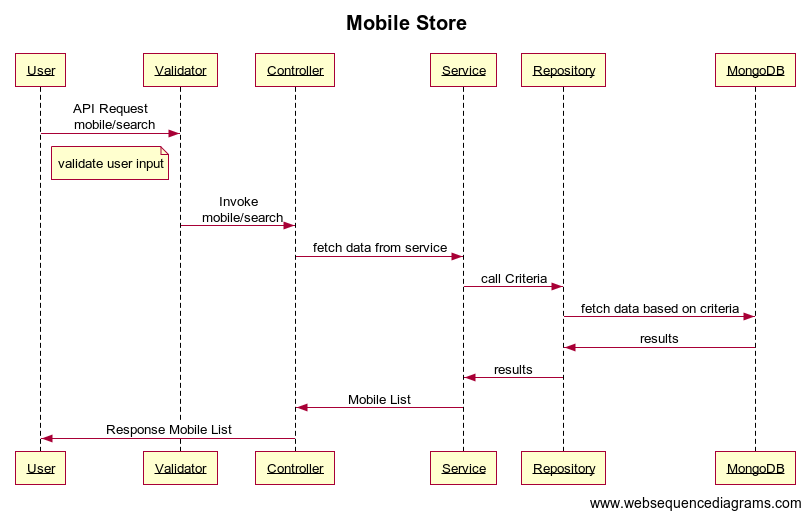 Mobile Store
User Validator Controller Service Repository MongoDB
API Request
mobile/search
validate user input
Invoke
mobile/search
fetch data from service
call Criteria
fetch data based on criteria
results
results
Mobile List
Response Mobile List
User Validator Controller Service Repository MongoDB
www.websequencediagrams.com